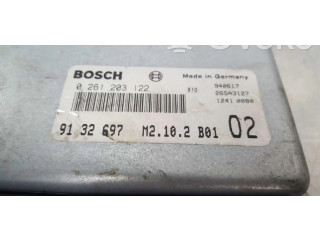 BOSCH Made in Germany
0 261 203 122
940617
26SA3127
1241 0080
91 32 697 M2.10.2 B01 02